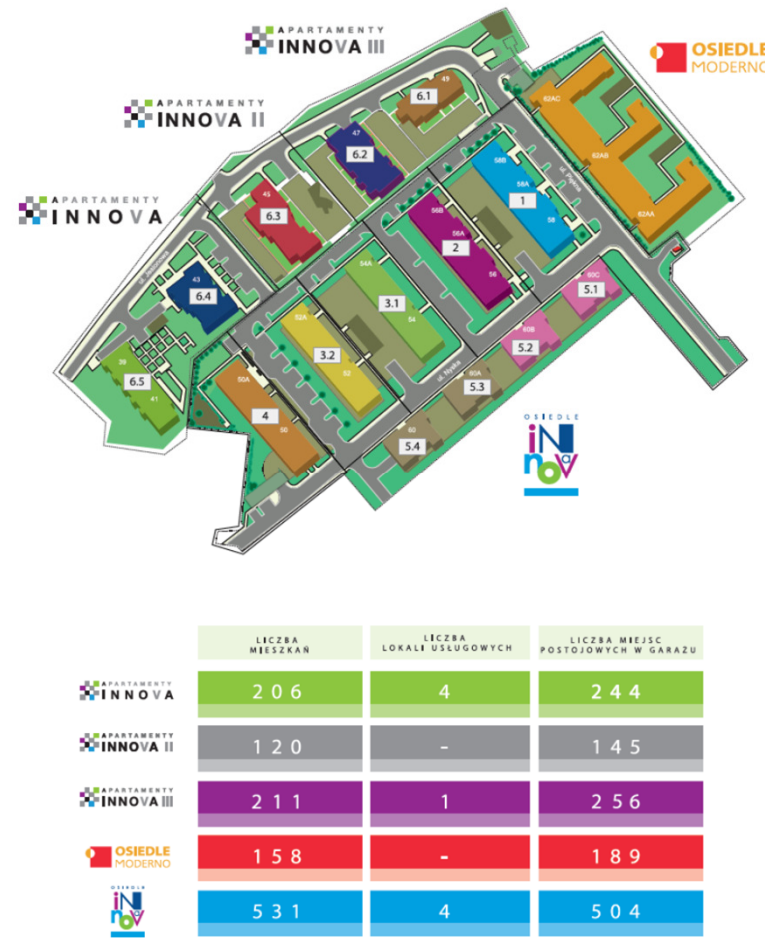 APARTAMENTY
INNOVA III
OSIEDLE
MODERNO
APARTAMENTY
INNOVA II
APARTAMENTY
INNOVA
49
6.1
62AC
47
6.2
58B
62AB
ul. Piękna
58A
1
45
6.3
56B
62AA
56A
58
2
54A
56
60C
5.1
43
6.4
3.1
52A
54
60B
5.2
3.2
39
6.5
41
50A
52
ul. Nyska
60A
5.3
4
50
60
5.4
OSIEDLE
iNNova
LICZBA
MIESZKAŃ
LICZBA
LOKALI USŁUGOWYCH
LICZBA MIEJSC
POSTOJOWYCH W GARAŻU
APARTAMENTY
INNOVA
206 4 244
APARTAMENTY
INNOVA II
120 - 145
APARTAMENTY
INNOVA III
211 1 256
OSIEDLE
MODERNO
158 - 189
OSIEDLE
iNNova
531 4 504